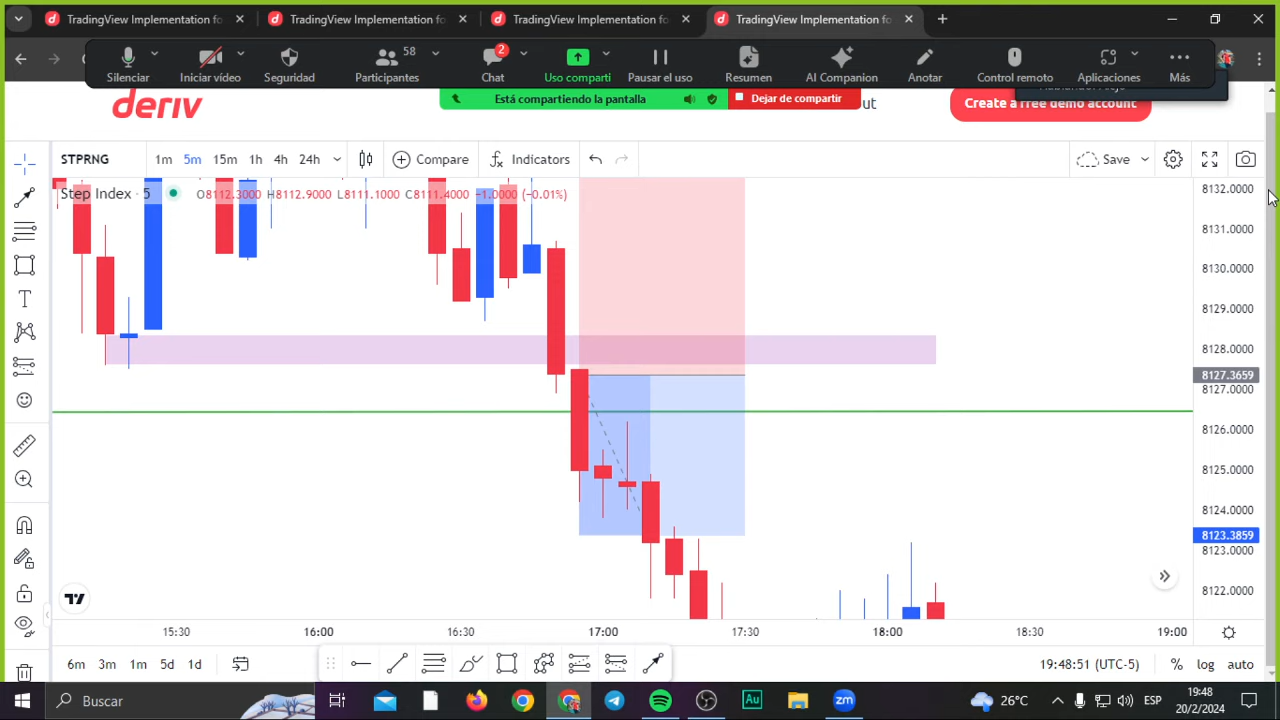 TradingView Implementation fo
TradingView Implementation fo
TradingView Implementation fo
TradingView Implementation fo
58
2
Silenciar
Iniciar vídeo
Seguridad
Participantes
Chat
Uso comparti
Pausar el uso
Resumen
AI Companion
Anotar
Control remoto
Aplicaciones
Más
deriv
Está compartiendo la pantalla
Dejar de compartir
out
Create a free demo account
STPRNG
1m 5m 15m 1h 4h 24h
Compare
Indicators
Save
Step Index · 5
O8112.3000 H8112.9000 L8111.1000 C8111.4000 −1.0000 (−0.01%)
8132.0000
8131.0000
8130.0000
8129.0000
8128.0000
8127.3659
8127.0000
8126.0000
8125.0000
8124.0000
8123.3859
8123.0000
8122.0000
15:30 16:00 16:30 17:00 17:30 18:00 18:30 19:00
6m 3m 1m 5d 1d
19:48:51 (UTC-5)
% log auto
Buscar
Au
zm
26°C
ESP
19:48
20/2/2024